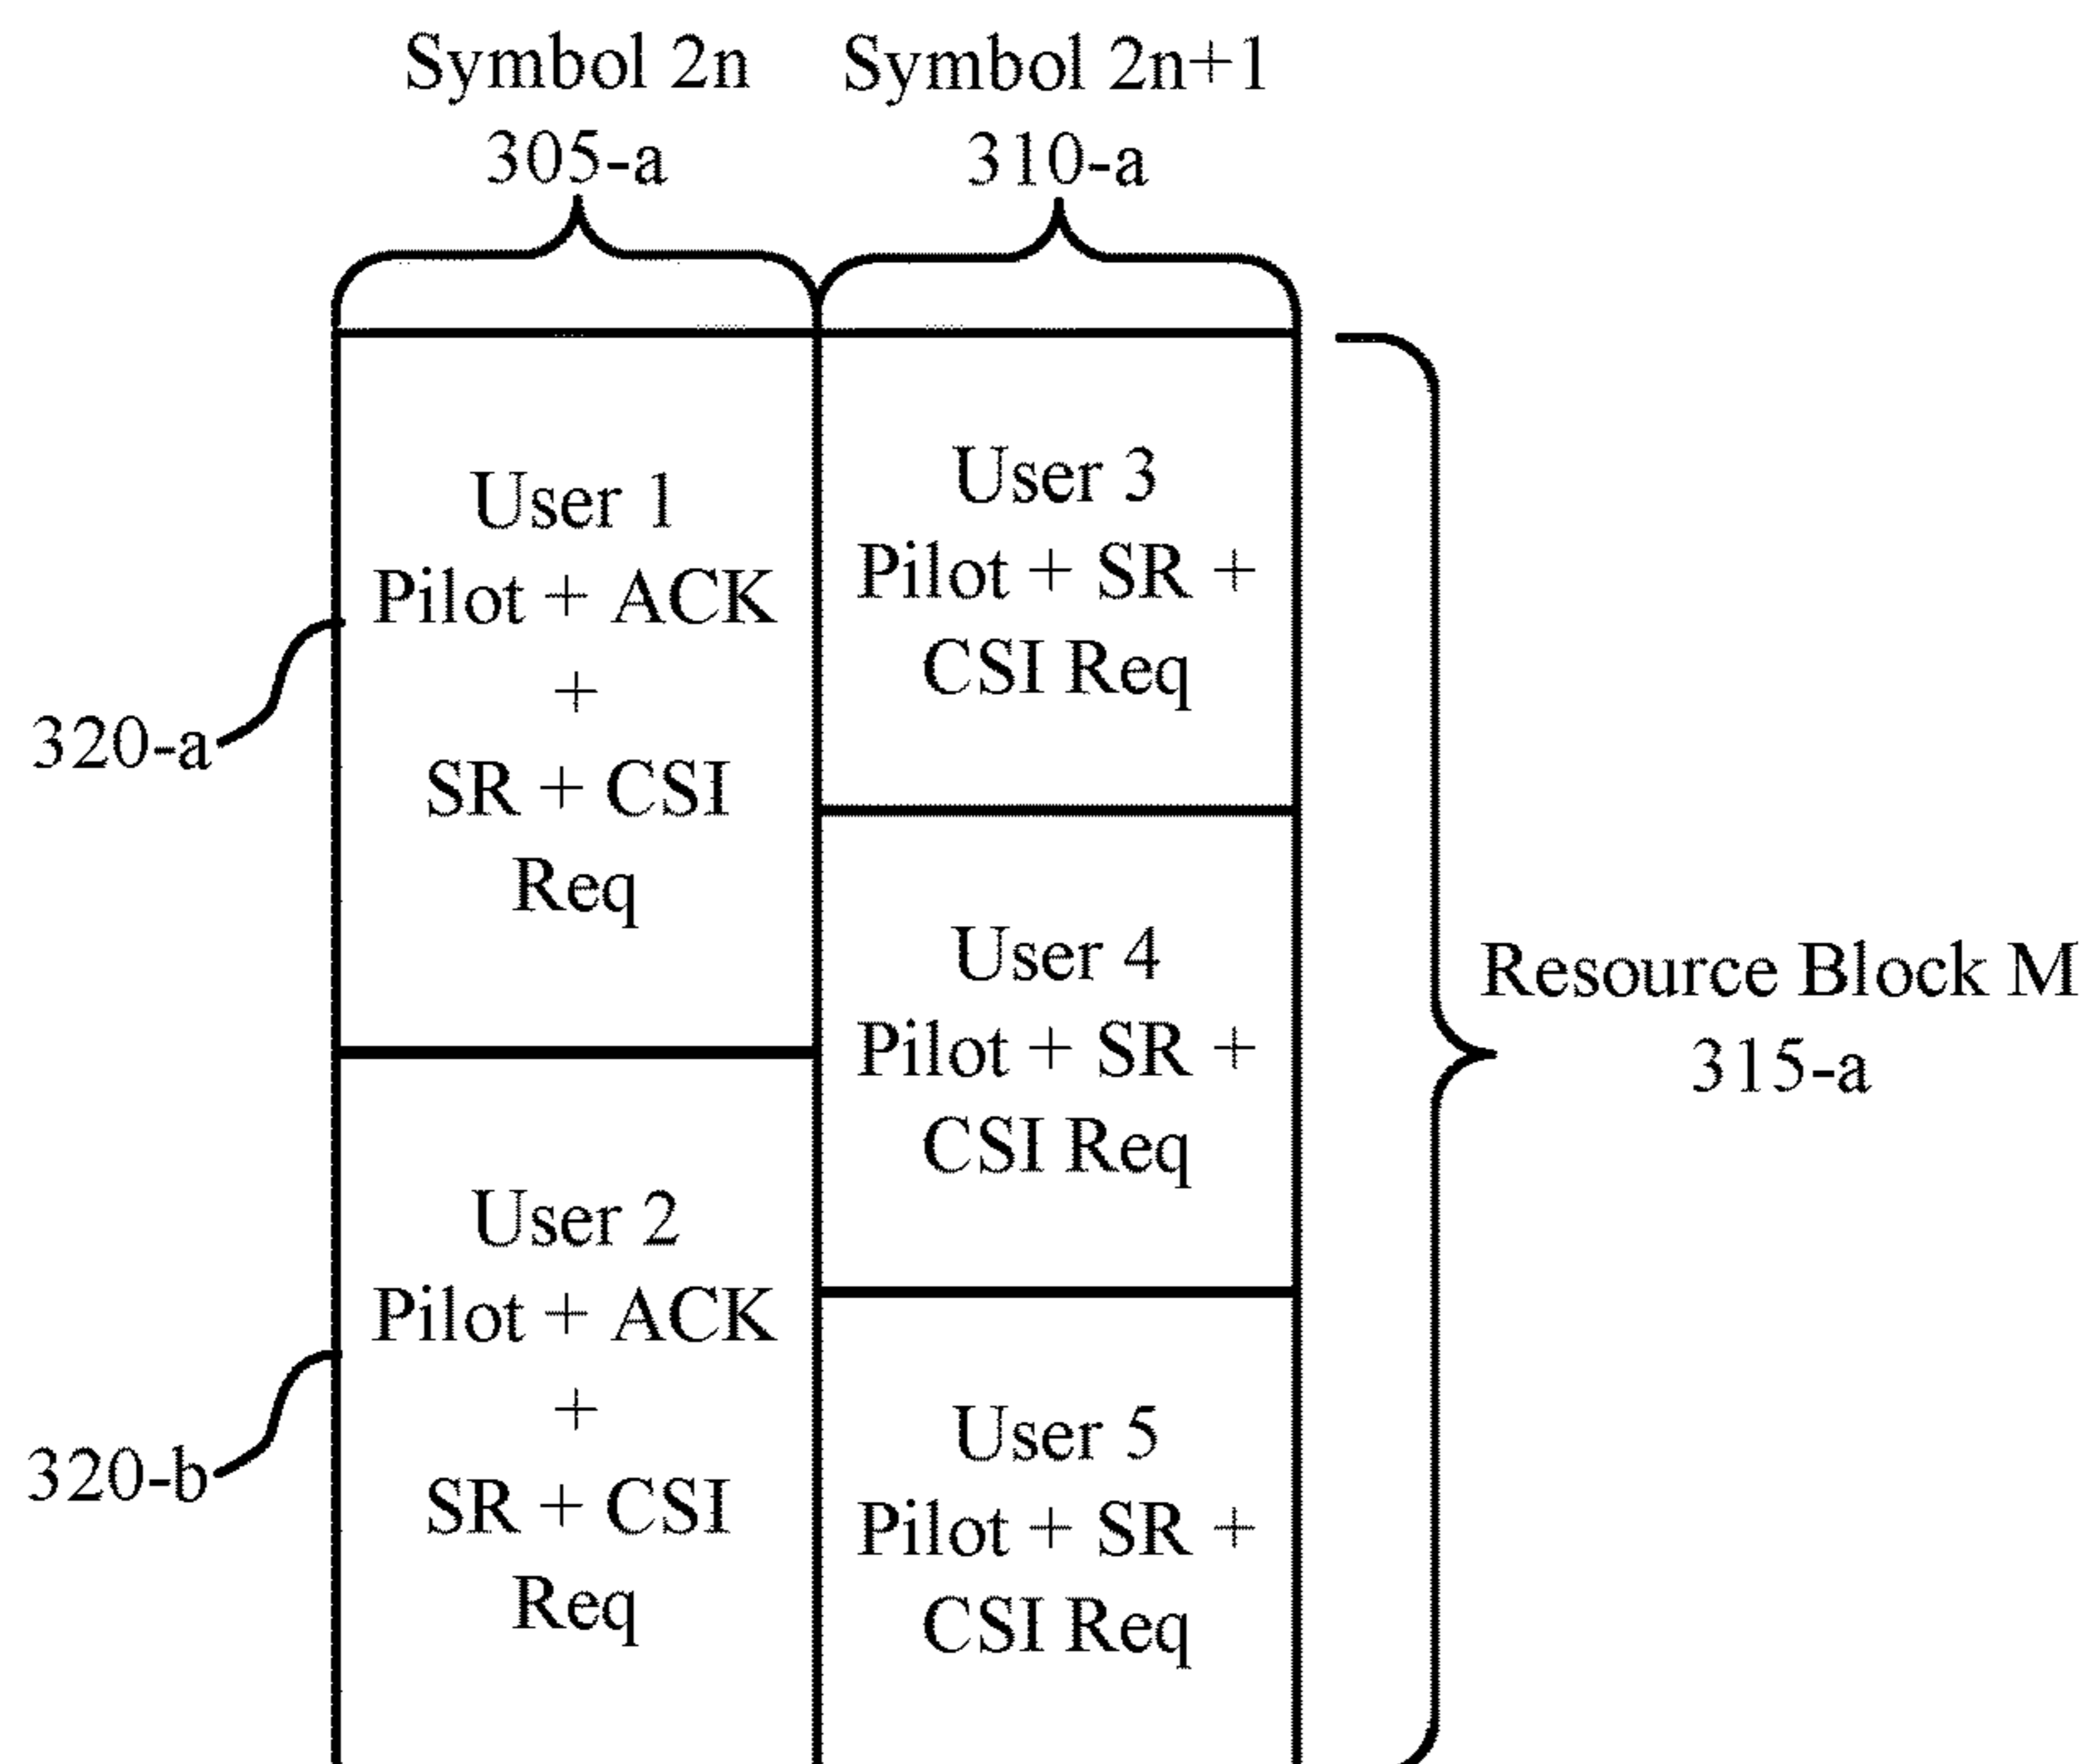 Symbol 2n
305-a
Symbol 2n+1
310-a
User 1
Pilot + ACK
+
SR + CSI
Req
320-a
User 2
Pilot + ACK
+
SR + CSI
Req
320-b
User 3
Pilot + SR +
CSI Req
User 4
Pilot + SR +
CSI Req
User 5
Pilot + SR +
CSI Req
Resource Block M
315-a